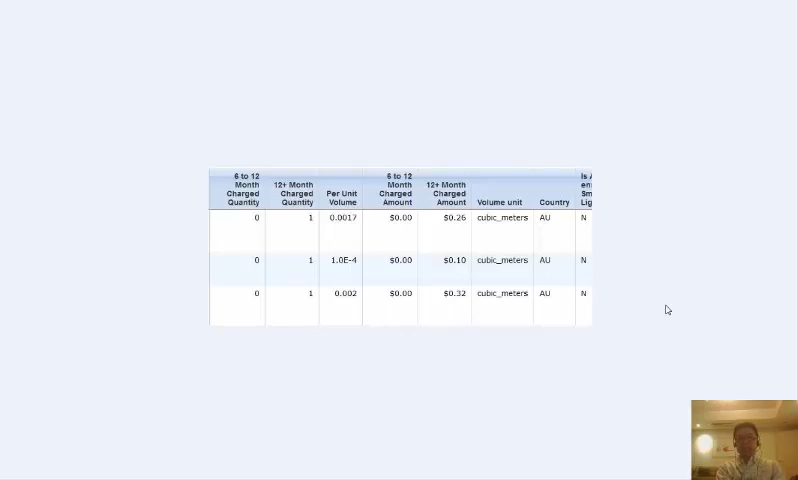 6 to 12 Month Charged Quantity	12+ Month Charged Quantity	Per Unit Volume	6 to 12 Month Charged Amount	12+ Month Charged Amount	Volume unit	Country	Is
0	1	0.0017	$0.00	$0.26	cubic_meters	AU	N
0	1	1.0E-4	$0.00	$0.10	cubic_meters	AU	N
0	1	0.002	$0.00	$0.32	cubic_meters	AU	N